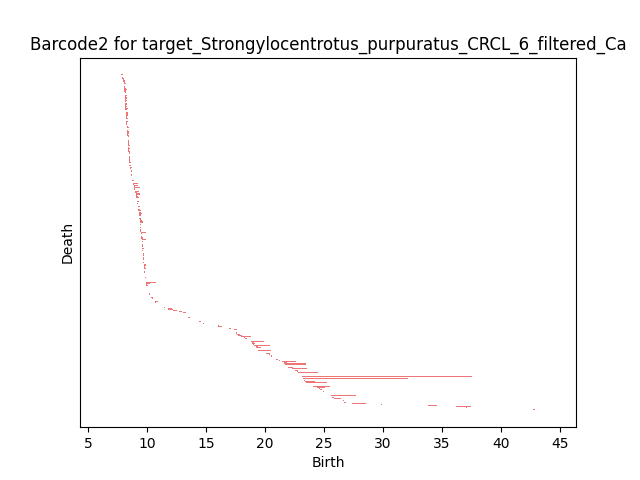 Barcode2 for target_Strongylocentrotus_purpuratus_CRCL_6_filtered_Ca
Death
5 10 15 20 25 30 35 40 45
Birth